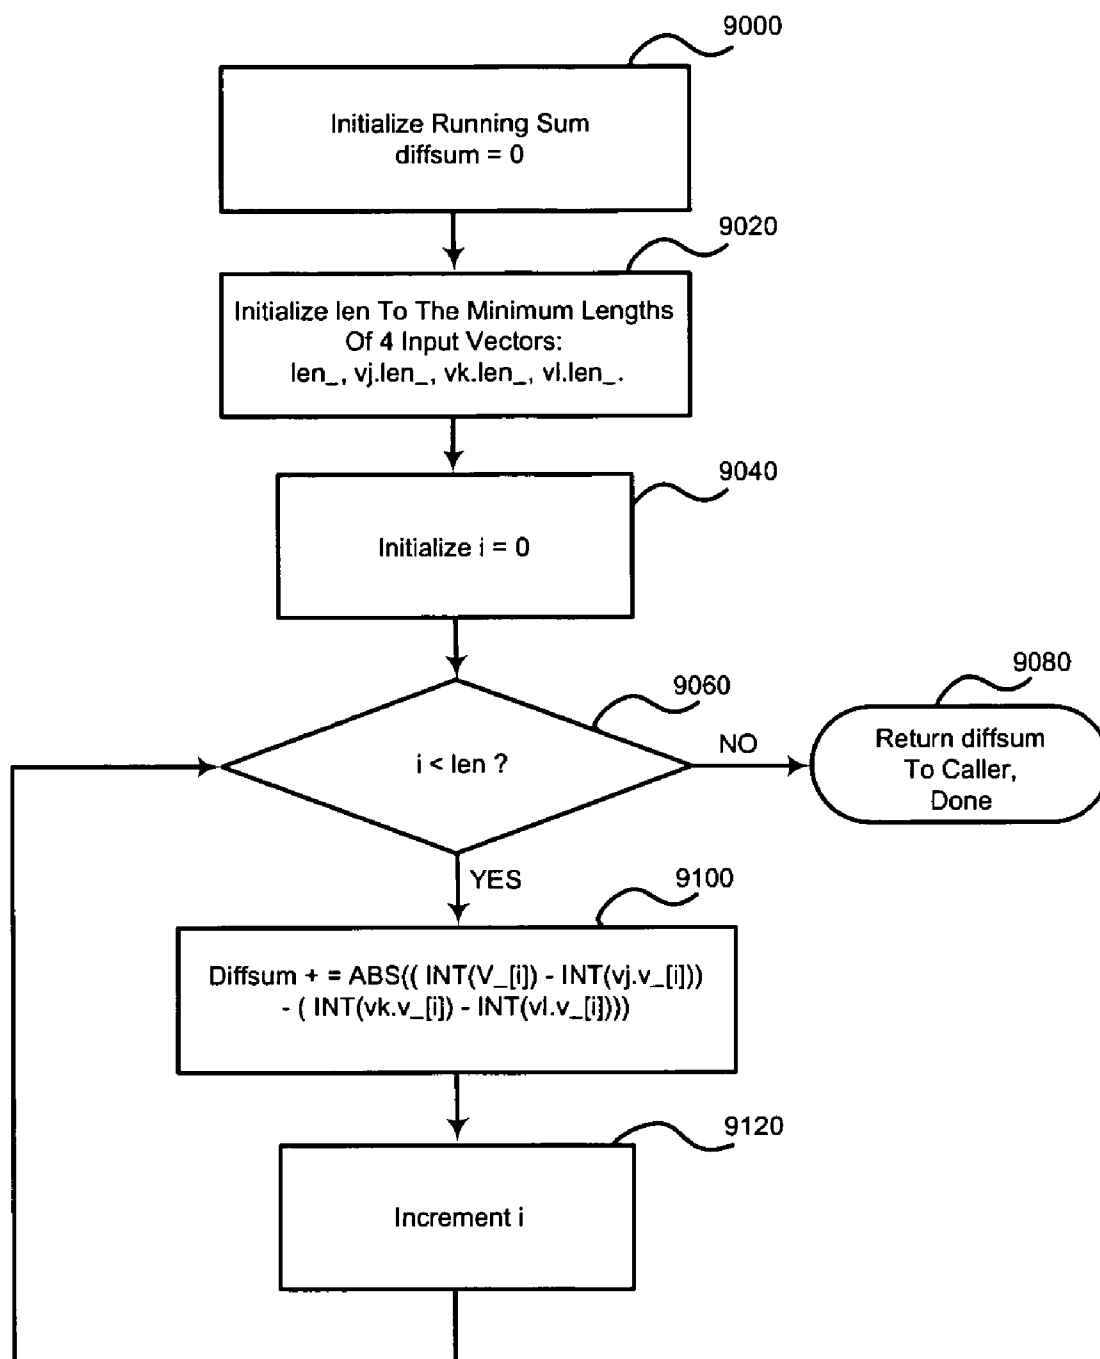 9000
Initialize Running Sum
diffsum = 0
9020
Initialize len To The Minimum Lengths
Of 4 Input Vectors:
len_, vj.len_, vk.len_, vl.len_.
9040
Initialize i = 0
9060
i < len ?
NO
9080
Return diffsum
To Caller,
Done
YES
9100
Diffsum + = ABS(( INT(V_[i]) - INT(vj.v_[i]))
- ( INT(vk.v_[i]) - INT(vl.v_[i])))
9120
Increment i